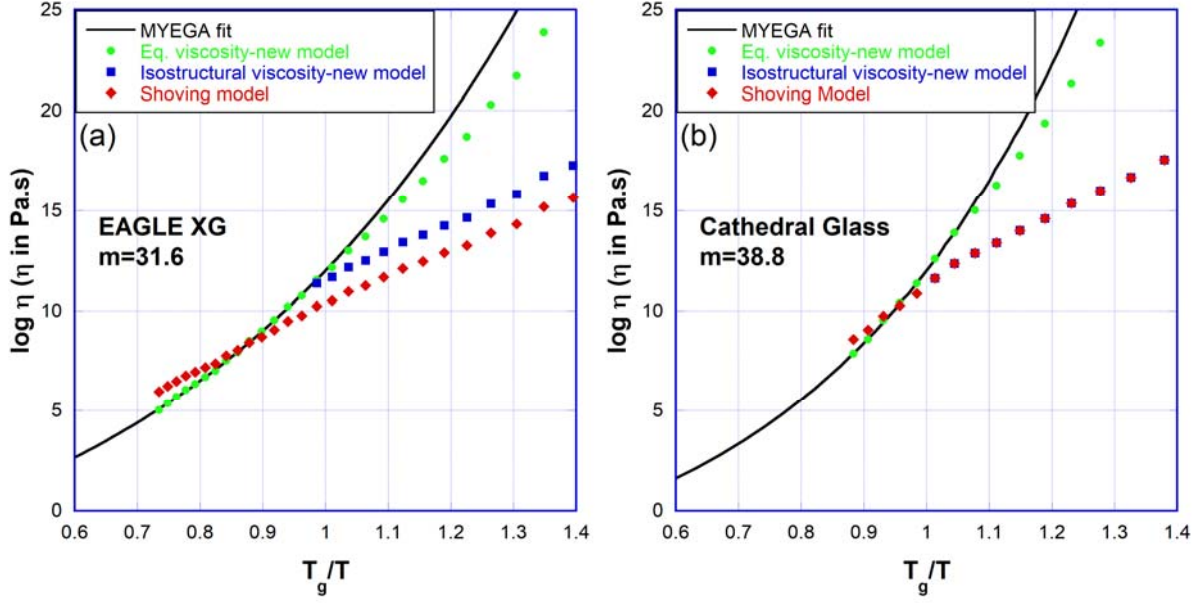 25
20
15
10
5
0
log η (η in Pa.s)
MYEGA fit
Eq. viscosity-new model
Isostructural viscosity-new model
Shoving model
(a)
EAGLE XG
m=31.6
0.6 0.7 0.8 0.9 1 1.1 1.2 1.3 1.4
Tg/T
25
20
15
10
5
0
log η (η in Pa.s)
MYEGA fit
Eq. viscosity-new model
Isostructural viscosity-new model
Shoving Model
(b)
Cathedral Glass
m=38.8
0.6 0.7 0.8 0.9 1 1.1 1.2 1.3 1.4
Tg/T